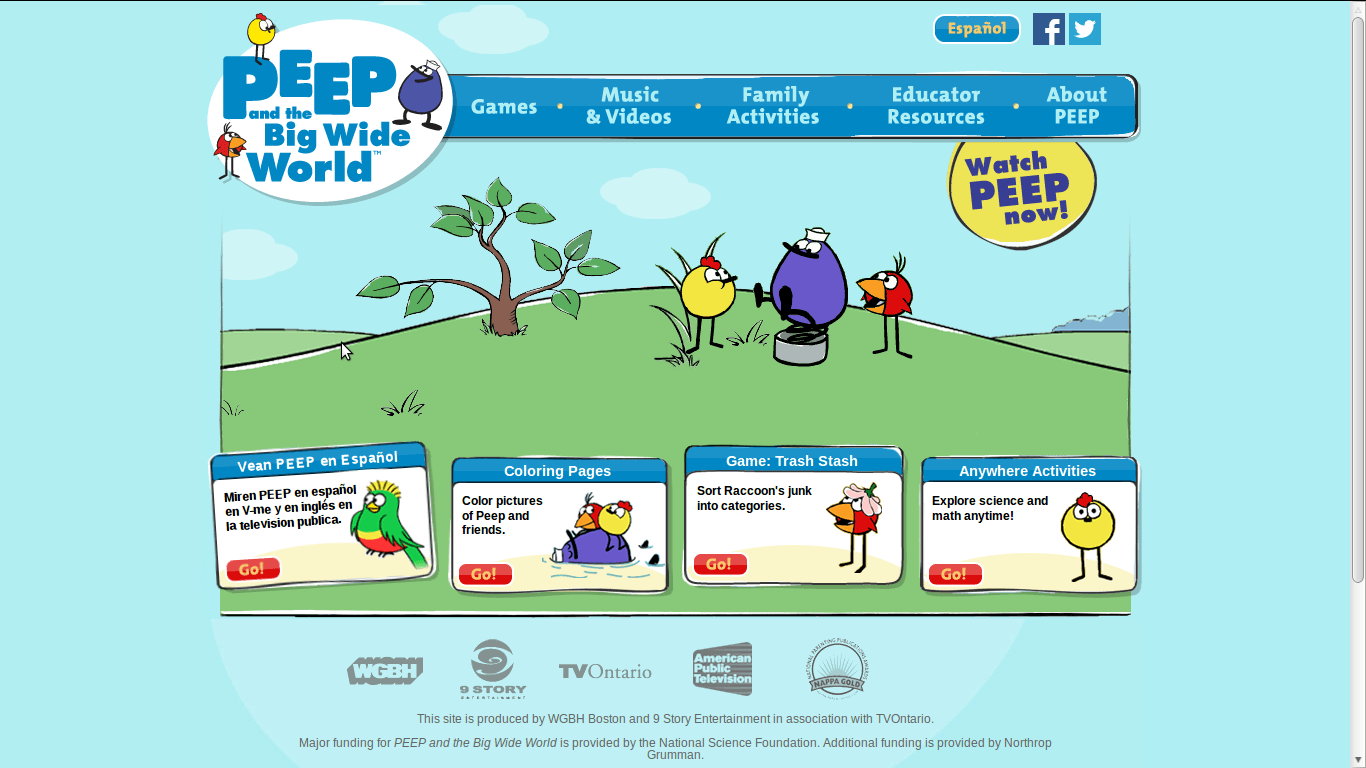 Español
PEEP
and the
Big Wide
World™
Games
Music
& Videos
Family
Activities
Educator
Resources
About
PEEP
Watch
PEEP
now!
Vean PEEP en Español
Miren PEEP en español
en V-me y en inglés en
la television publica.
Go!
Coloring Pages
Color pictures
of Peep and
friends.
Go!
Game: Trash Stash
Sort Raccoon's junk
into categories.
Go!
Anywhere Activities
Explore science and
math anytime!
Go!
WGBH
9 STORY
ENTERTAINMENT
TVOntario
American
Public
Television
NATIONAL PARENTING PUBLICATIONS AWARDS
NAPPA GOLD
This site is produced by WGBH Boston and 9 Story Entertainment in association with TVOntario.
Major funding for PEEP and the Big Wide World is provided by the National Science Foundation. Additional funding is provided by Northrop
Grumman.